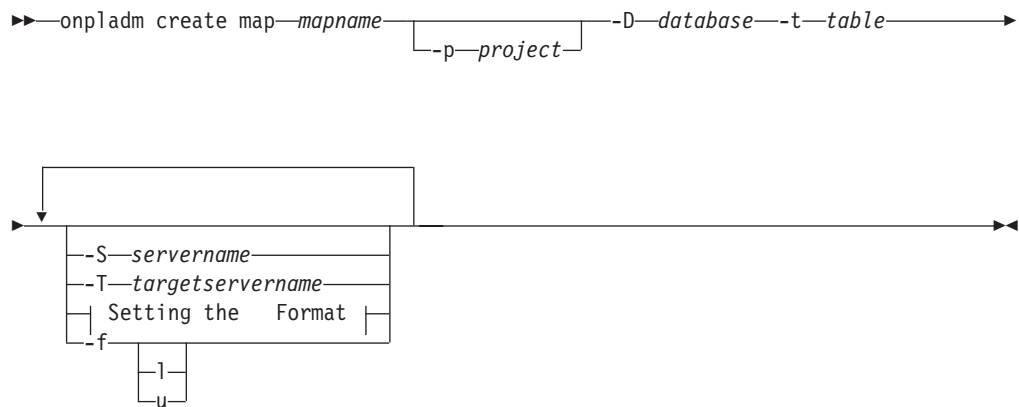 onpladm create map mapname -D database -t table
-p project
-S servername
-T targetservername
Setting the Format
-f
l
u